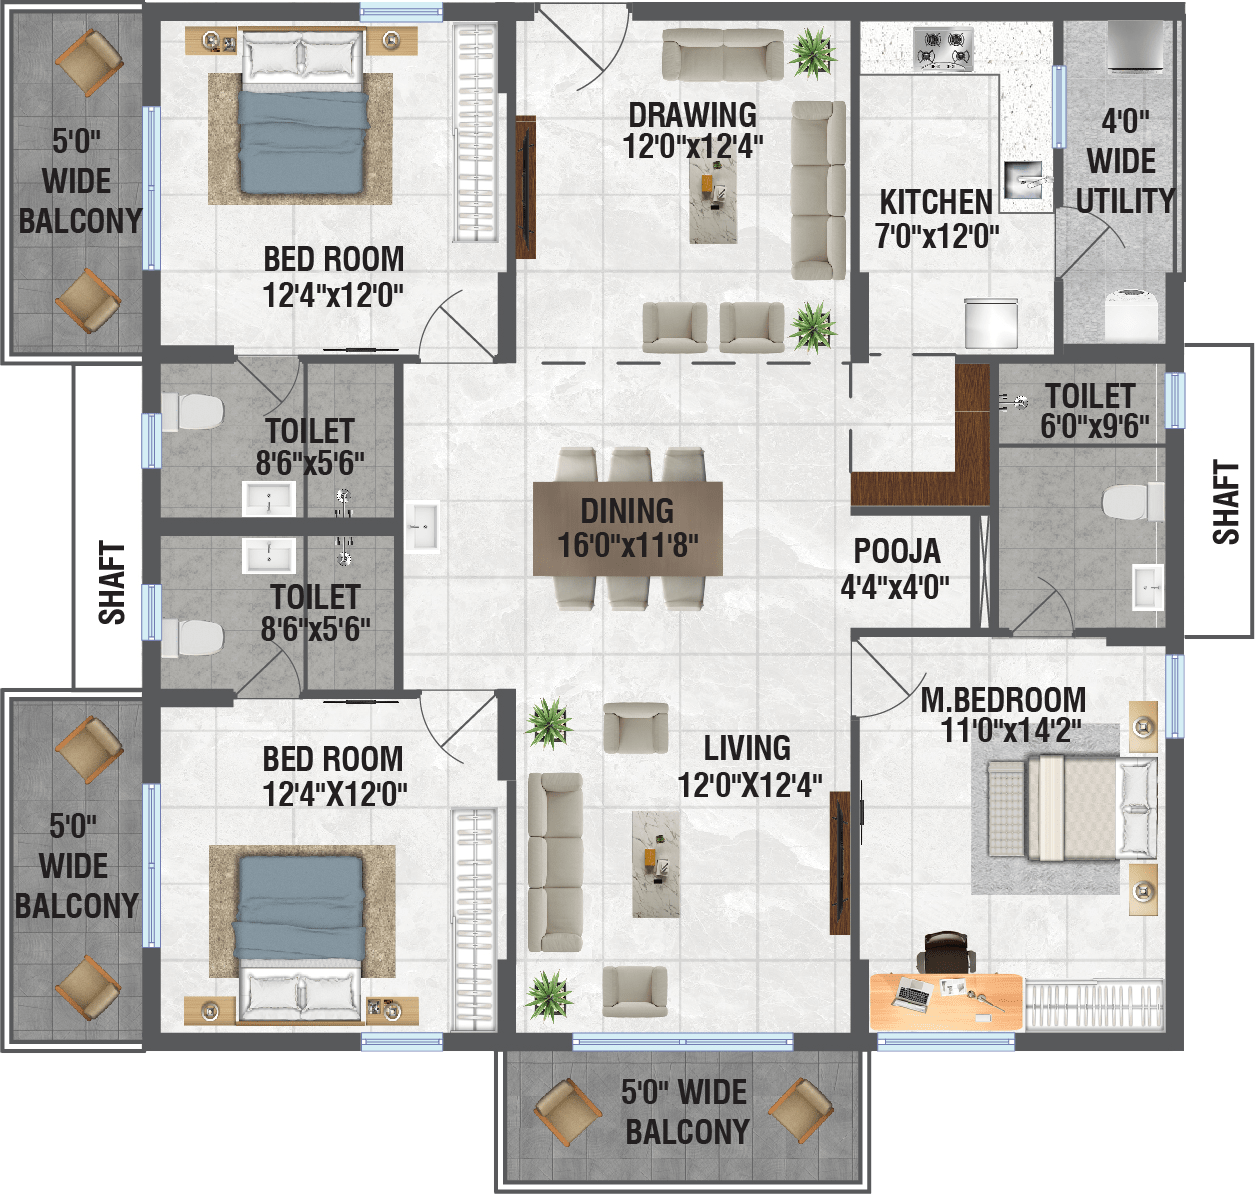 5'0"
WIDE
BALCONY
BED ROOM
12'4"x12'0"
DRAWING
12'0"x12'4"
KITCHEN
7'0"x12'0"
4'0"
WIDE
UTILITY
TOILET
8'6"x5'6"
TOILET
6'0"x9'6"
SHAFT
DINING
16'0"x11'8"
POOJA
4'4"x4'0"
SHAFT
TOILET
8'6"x5'6"
BED ROOM
12'4"X12'0"
LIVING
12'0"X12'4"
M.BEDROOM
11'0"x14'2"
5'0"
WIDE
BALCONY
5'0" WIDE
BALCONY